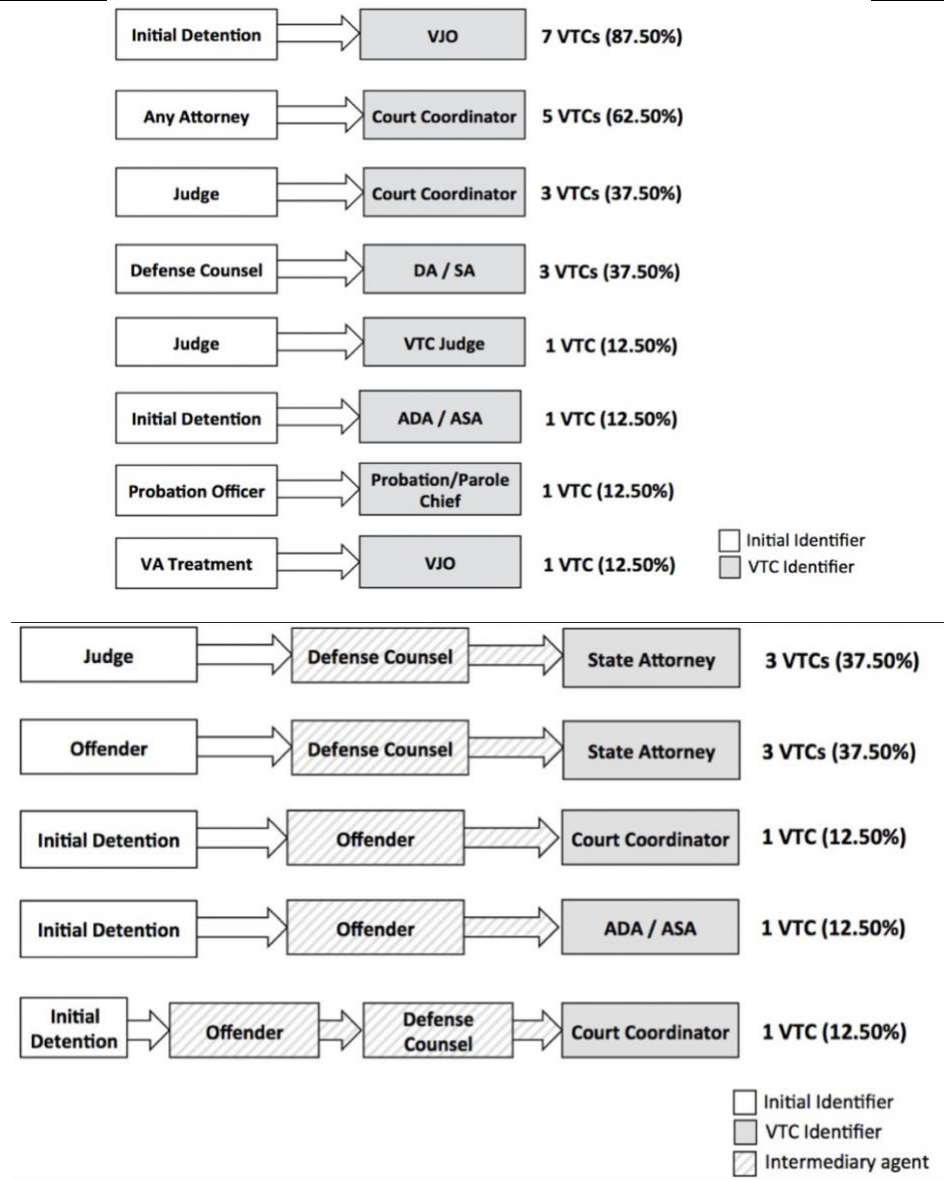 Initial Detention VJO 7 VTCs (87.50%)
Any Attorney Court Coordinator 5 VTCs (62.50%)
Judge Court Coordinator 3 VTCs (37.50%)
Defense Counsel DA / SA 3 VTCs (37.50%)
Judge VTC Judge 1 VTC (12.50%)
Initial Detention ADA / ASA 1 VTC (12.50%)
Probation Officer Probation/Parole
Chief 1 VTC (12.50%)
VA Treatment VJO 1 VTC (12.50%)
Initial Identifier
VTC Identifier
Judge Defense Counsel State Attorney 3 VTCs (37.50%)
Offender Defense Counsel State Attorney 3 VTCs (37.50%)
Initial Detention Offender Court Coordinator 1 VTC (12.50%)
Initial Detention Offender ADA / ASA 1 VTC (12.50%)
Initial
Detention Offender Defense
Counsel Court Coordinator 1 VTC (12.50%)
Initial Identifier
VTC Identifier
Intermediary agent